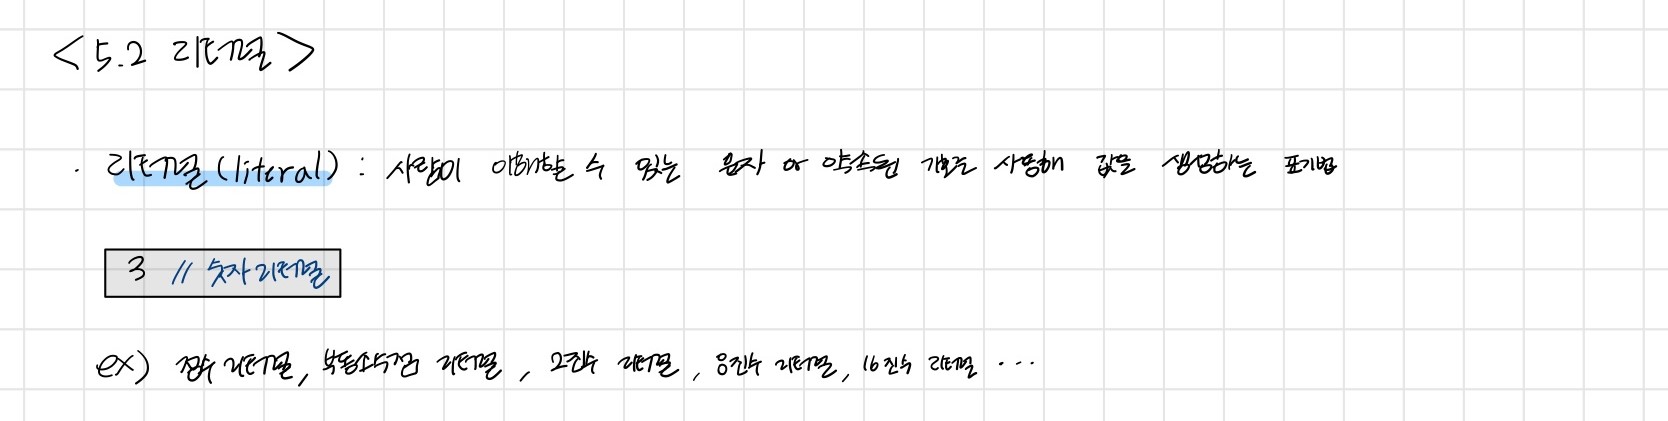 <5.2 리터럴>
· 리터럴(literal) : 사람이 이해할 수 있는 문자 or 약속된 기호를 사용해 값을 생성하는 표기법
3 // 숫자 리터럴
ex) 정수 리터럴, 부동소수점 리터럴, 2진수 리터럴, 8진수 리터럴, 16진수 리터럴 ···